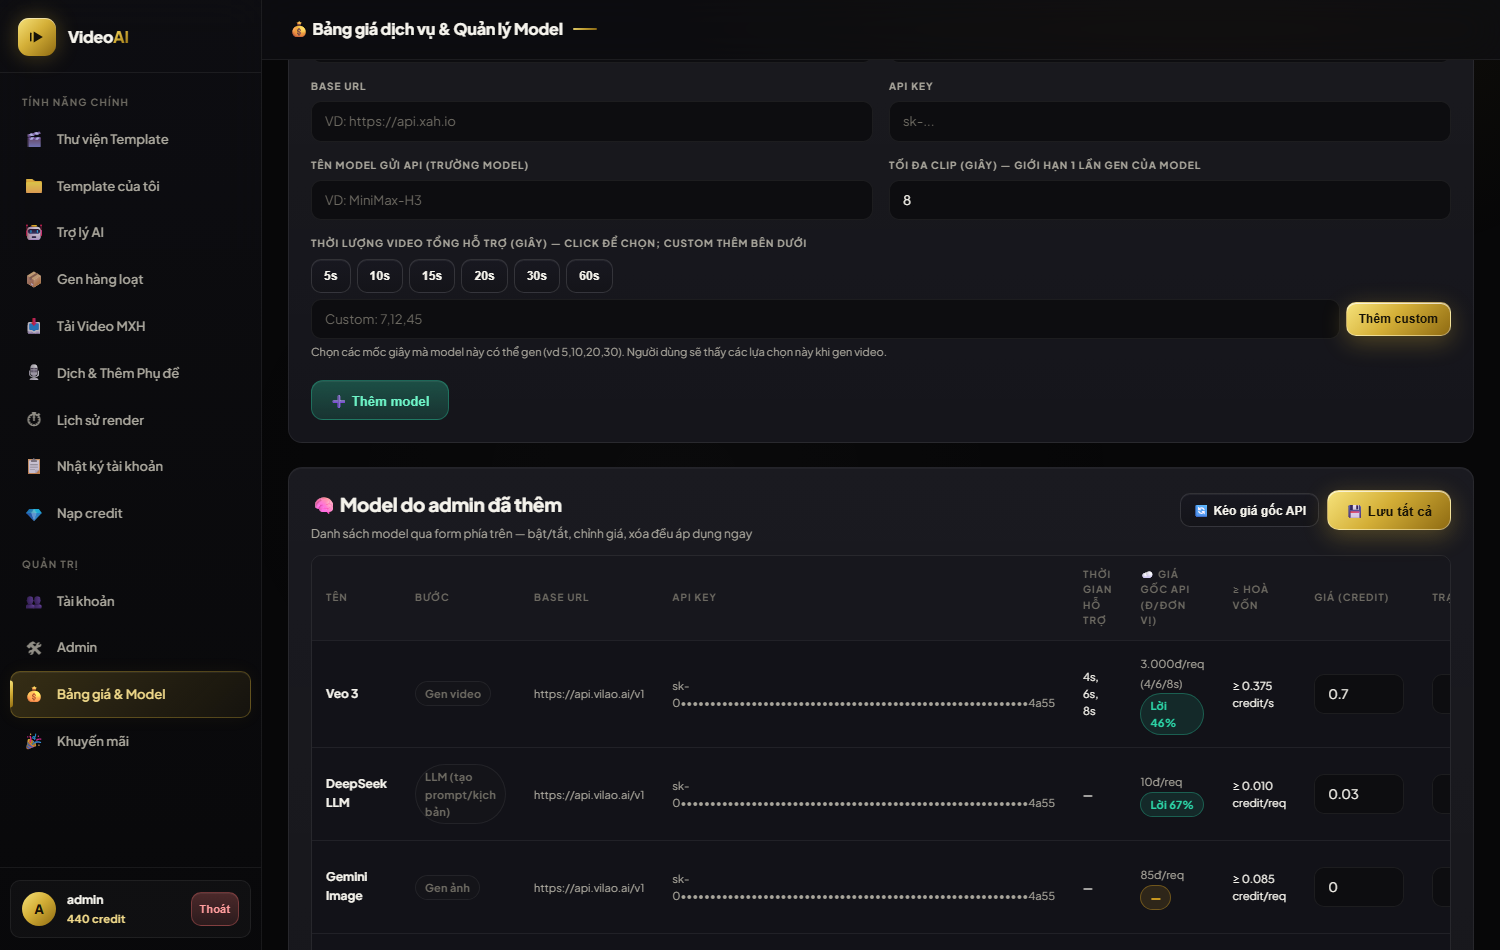 VideoAI
TÍNH NĂNG CHÍNH
Thư viện Template
Template của tôi
Trợ lý AI
Gen hàng loạt
Tải Video MXH
Dịch & Thêm Phụ đề
Lịch sử render
Nhật ký tài khoản
Nạp credit
QUẢN TRỊ
Tài khoản
Admin
Bảng giá & Model
Khuyến mãi
A
admin
440 credit
Thoát
Bảng giá dịch vụ & Quản lý Model
BASE URL
API KEY
VD: https://api.xah.io
sk-...
TÊN MODEL GỬI API (TRƯỜNG MODEL)
TỐI ĐA CLIP (GIÂY) — GIỚI HẠN 1 LẦN GEN CỦA MODEL
VD: MiniMax-H3
8
THỜI LƯỢNG VIDEO TỔNG HỖ TRỢ (GIÂY) — CLICK ĐỂ CHỌN; CUSTOM THÊM BÊN DƯỚI
5s 10s 15s 20s 30s 60s
Custom: 7,12,45
Thêm custom
Chọn các mốc giây mà model này có thể gen (vd 5,10,20,30). Người dùng sẽ thấy các lựa chọn này khi gen video.
Thêm model
Model do admin đã thêm
Danh sách model qua form phía trên — bật/tắt, chỉnh giá, xóa đều áp dụng ngay
Kéo giá gốc API
Lưu tất cả
TÊN
BƯỚC
BASE URL
API KEY
THỜI
GIAN
HỖ
TRỢ
GIÁ
GỐC API
(Đ/ĐƠN
VỊ)
≥ HOÀ
VỐN
GIÁ (CREDIT)
TRA
Veo 3
Gen video
https://api.vilao.ai/v1
sk-
0••••••••••••••••••••••••••••••••••••••••••••••••••••••••••4a55
4s,
6s,
8s
3.000đ/req
(4/6/8s)
Lời
46%
≥ 0.375
credit/s
0.7
DeepSeek
LLM
LLM (tạo
prompt/kịch
bản)
https://api.vilao.ai/v1
sk-
0••••••••••••••••••••••••••••••••••••••••••••••••••••••••••4a55
—
10đ/req
Lời 67%
≥ 0.010
credit/req
0.03
Gemini
Image
Gen ảnh
https://api.vilao.ai/v1
sk-
0••••••••••••••••••••••••••••••••••••••••••••••••••••••••••4a55
—
85đ/req
—
≥ 0.085
credit/req
0